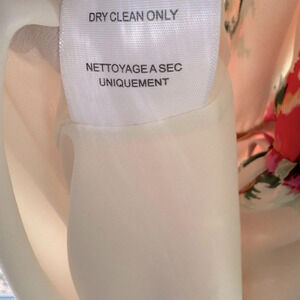 DRY CLEAN ONLY
NETTOYAGE A SEC
UNIQUEMENT